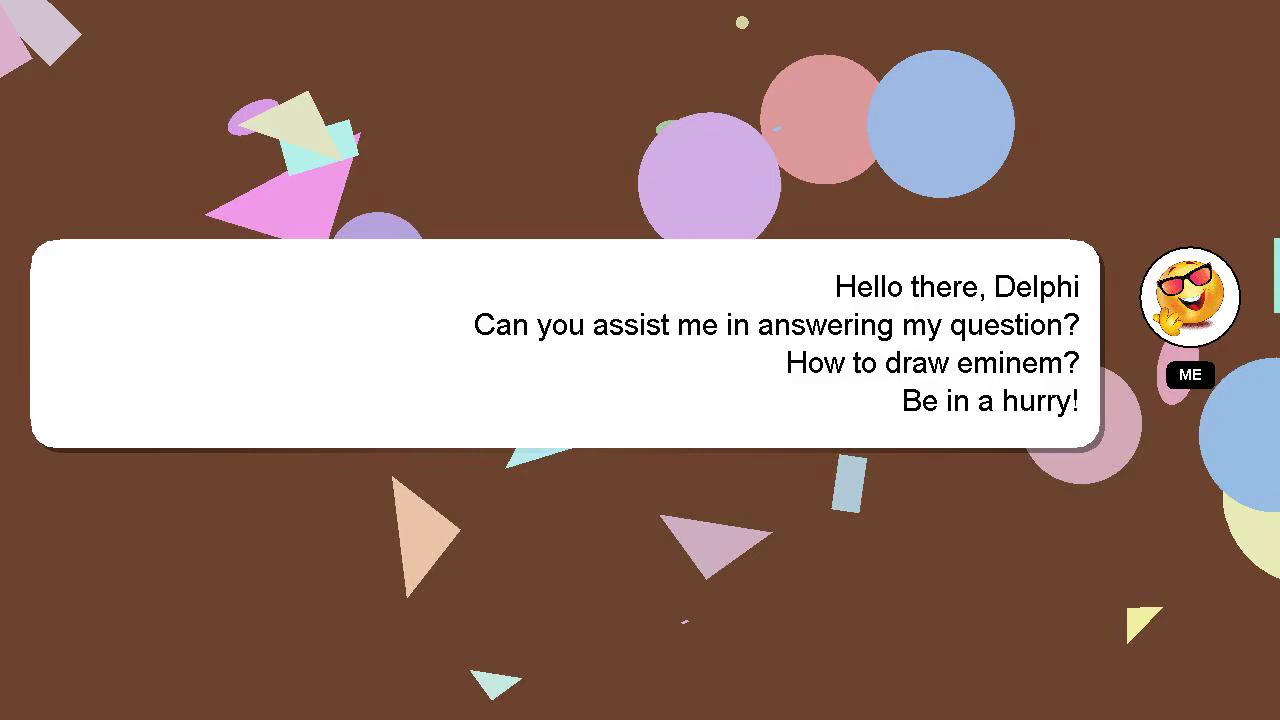 Hello there, Delphi
Can you assist me in answering my question?
How to draw eminem?
Be in a hurry!
ME